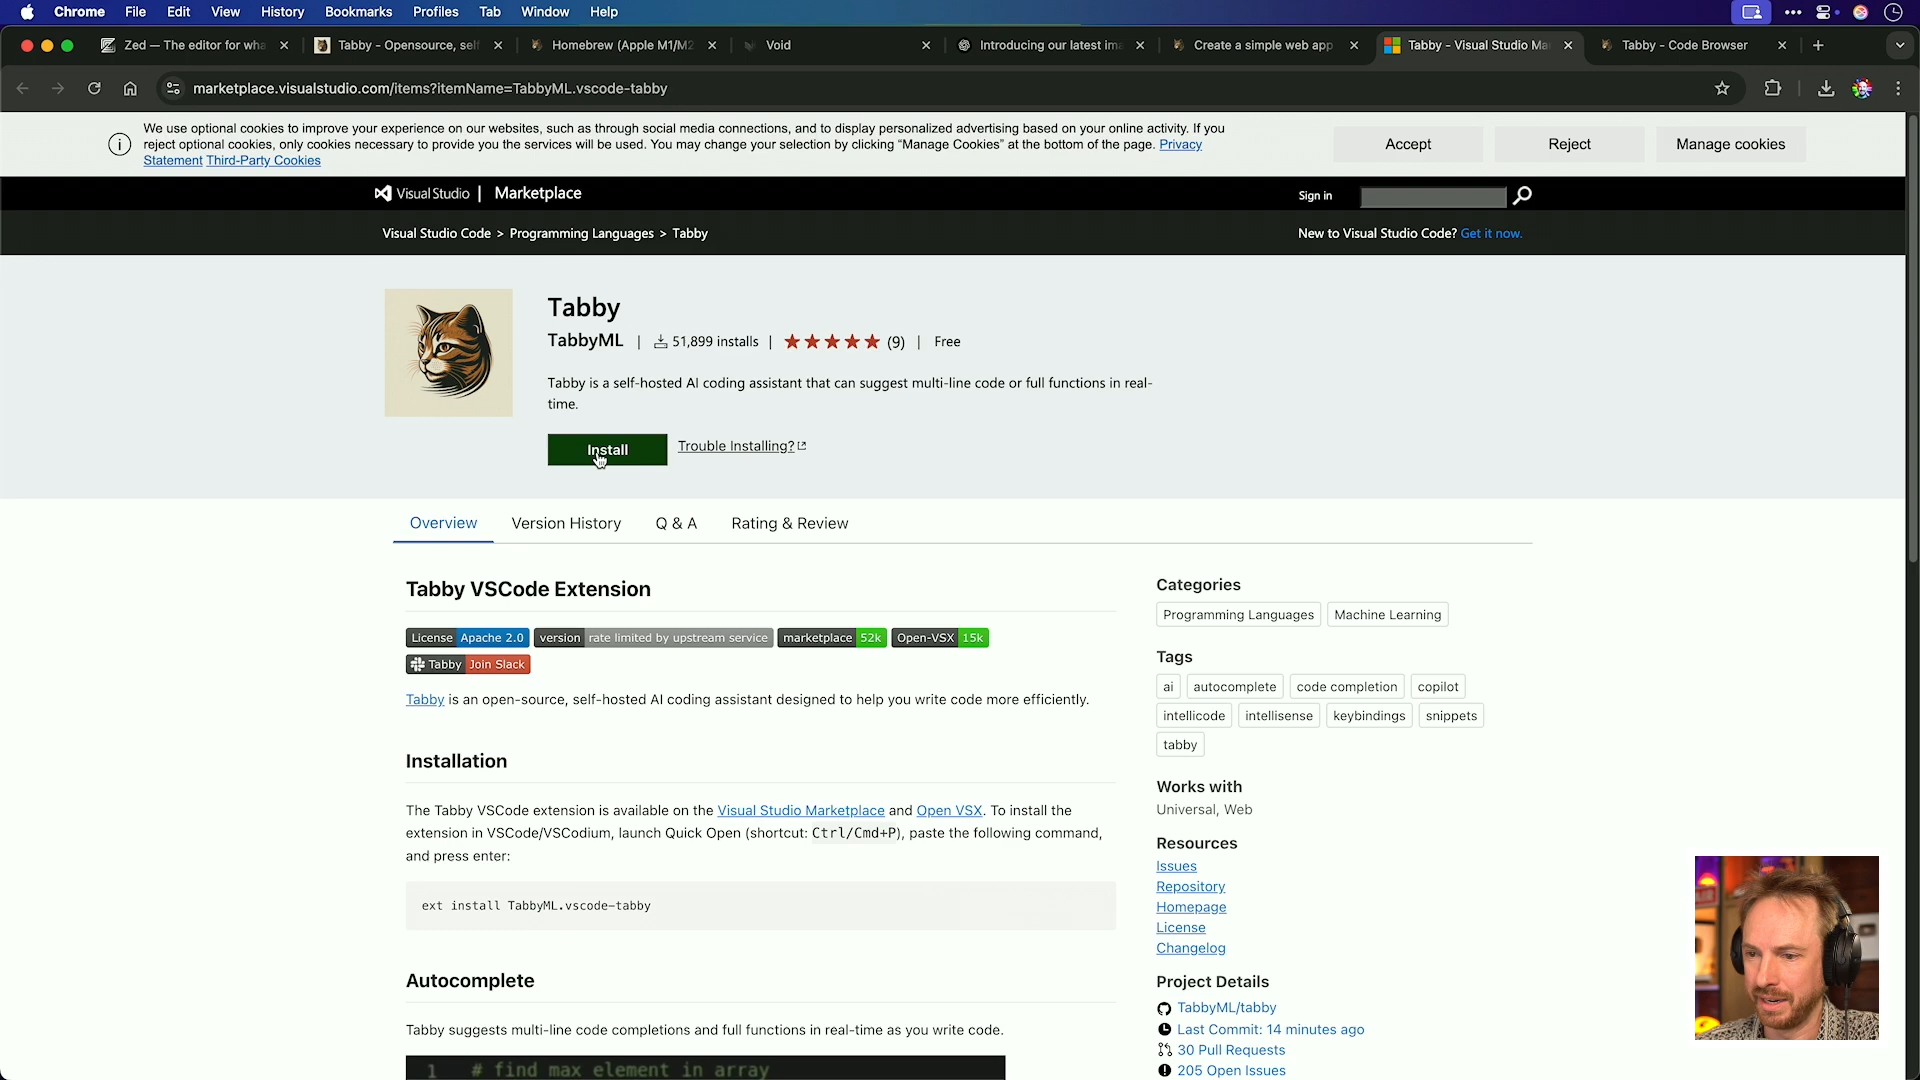 Chrome File Edit View History Bookmarks Profiles Tab Window Help
Zed — The editor for wha
Tabby - Opensource, self
Homebrew (Apple M1/M2
Void
Introducing our latest ima
Create a simple web app
Tabby - Visual Studio Ma
Tabby - Code Browser
marketplace.visualstudio.com/items?itemName=TabbyML.vscode-tabby
We use optional cookies to improve your experience on our websites, such as through social media connections, and to display personalized advertising based on your online activity. If you
reject optional cookies, only cookies necessary to provide you the services will be used. You may change your selection by clicking “Manage Cookies” at the bottom of the page. Privacy
Statement Third-Party Cookies
Accept
Reject
Manage cookies
Visual Studio | Marketplace
Sign in
Visual Studio Code > Programming Languages > Tabby
New to Visual Studio Code? Get it now.
Tabby
TabbyML | 51,899 installs | (9) | Free
Tabby is a self-hosted AI coding assistant that can suggest multi-line code or full functions in real-
time.
Install
Trouble Installing?
Overview Version History Q & A Rating & Review
Tabby VSCode Extension
License Apache 2.0 version rate limited by upstream service marketplace 52k Open-VSX 15k
Tabby Join Slack
Tabby is an open-source, self-hosted AI coding assistant designed to help you write code more efficiently.
Installation
The Tabby VSCode extension is available on the Visual Studio Marketplace and Open VSX. To install the
extension in VSCode/VSCodium, launch Quick Open (shortcut: Ctrl/Cmd+P), paste the following command,
and press enter:
ext install TabbyML.vscode-tabby
Autocomplete
Tabby suggests multi-line code completions and full functions in real-time as you write code.
1 # find max element in array
Categories
Programming Languages Machine Learning
Tags
ai autocomplete code completion copilot
intellicode intellisense keybindings snippets
tabby
Works with
Universal, Web
Resources
Issues
Repository
Homepage
License
Changelog
Project Details
TabbyML/tabby
Last Commit: 14 minutes ago
30 Pull Requests
205 Open Issues